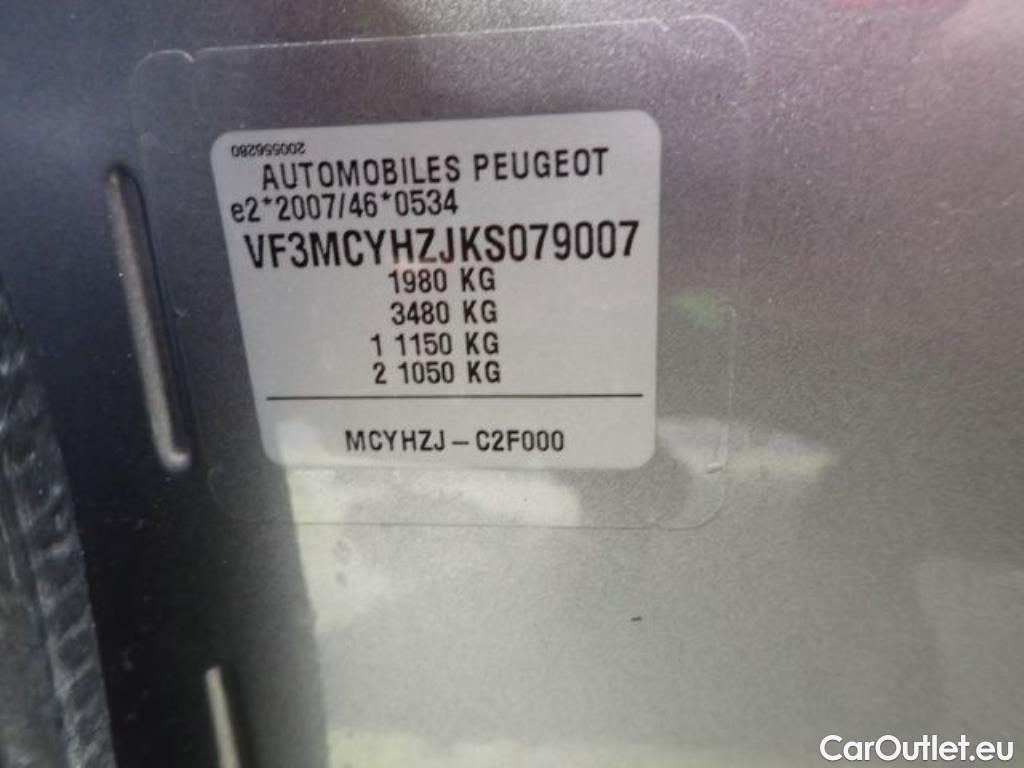 200556280
AUTOMOBILES PEUGEOT
e2*2007/46*0534
VF3MCYHZJKS079007
1980 KG
3480 KG
1 1150 KG
2 1050 KG
MCYHZJ – C2F000
CarOutlet.eu